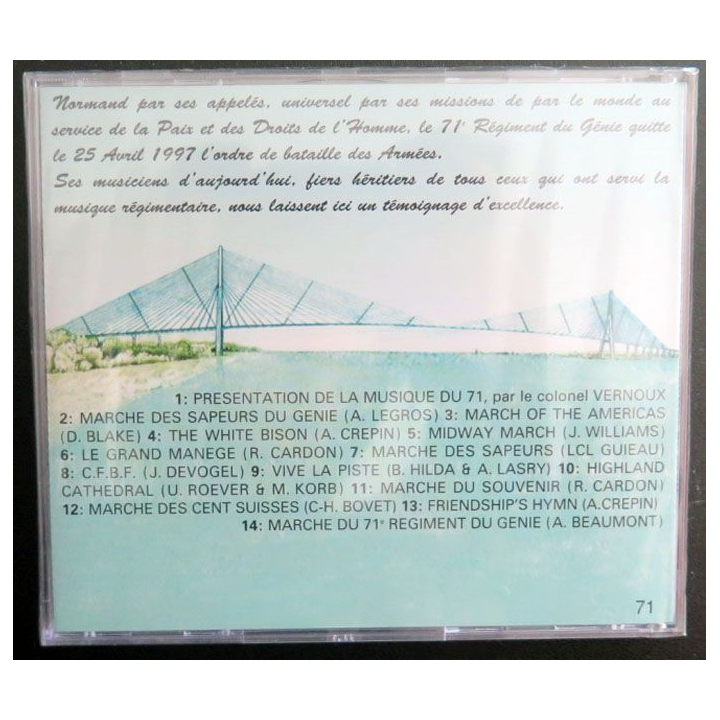 Normand par ses appelés, universel par ses missions de par le monde au
service de la Paix et des Droits de l'Homme, le 71e Régiment du Génie quitte
le 25 Avril 1997 l'ordre de bataille des Armées.
Ses musiciens d'aujourd'hui, fiers héritiers de tous ceux qui ont servi la
musique régimentaire, nous laissent ici un témoignage d'excellence.
1: PRESENTATION DE LA MUSIQUE DU 71, par le colonel VERNOUX
2: MARCHE DES SAPEURS DU GENIE (A. LEGROS) 3: MARCH OF THE AMERICAS
(D. BLAKE) 4: THE WHITE BISON (A. CREPIN) 5: MIDWAY MARCH (J. WILLIAMS)
6: LE GRAND MANEGE (R. CARDON) 7: MARCHE DES SAPEURS (LCL GUIEAU)
8: C.F.B.F. (J. DEVOGEL) 9: VIVE LA PISTE (B. HILDA & A. LASRY) 10: HIGHLAND
CATHEDRAL (U. ROEVER & M. KORB) 11: MARCHE DU SOUVENIR (R. CARDON)
12: MARCHE DES CENT SUISSES (C-H. BOVET) 13: FRIENDSHIP'S HYMN (A.CREPIN)
14: MARCHE DU 71e REGIMENT DU GENIE (A. BEAUMONT)
71